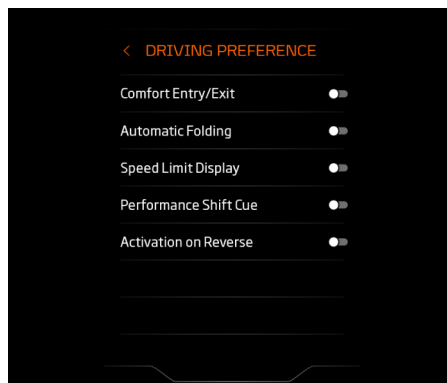 DRIVING PREFERENCE
Comfort Entry/Exit
Automatic Folding
Speed Limit Display
Performance Shift Cue
Activation on Reverse